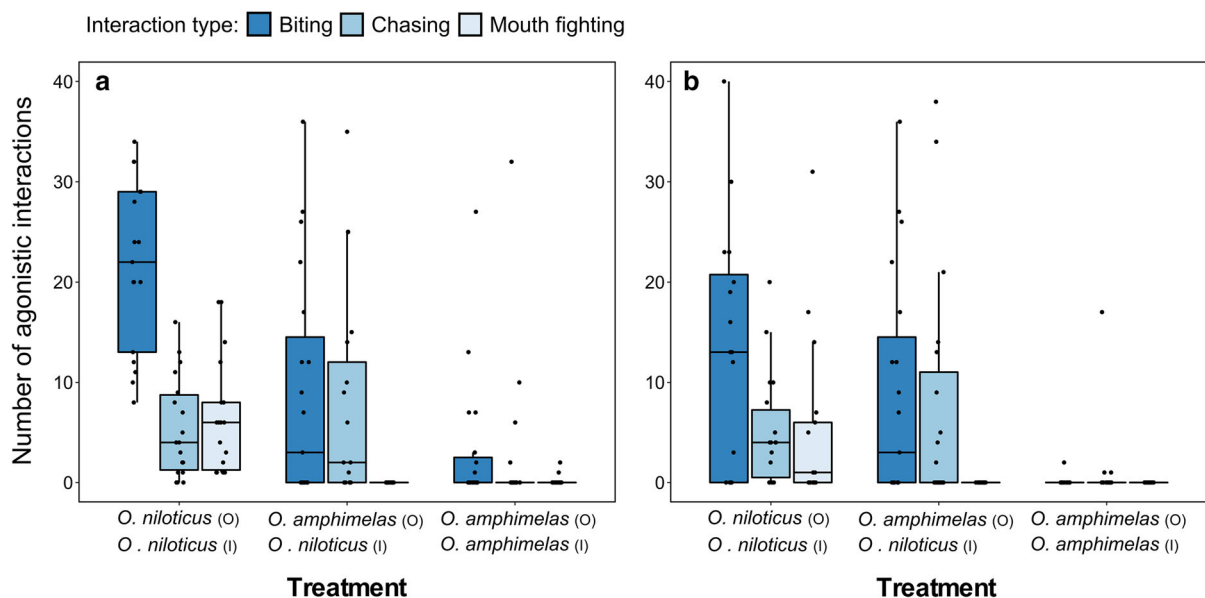 Interaction type: Biting Chasing Mouth fighting
a
b
Number of agonistic interactions
40
30
20
10
0
40
30
20
10
0
O. niloticus (O)
O . niloticus (I)
O. amphimelas (O)
O . niloticus (I)
O. amphimelas (O)
O. amphimelas (I)
O. niloticus (O)
O . niloticus (I)
O. amphimelas (O)
O . niloticus (I)
O. amphimelas (O)
O. amphimelas (I)
Treatment
Treatment